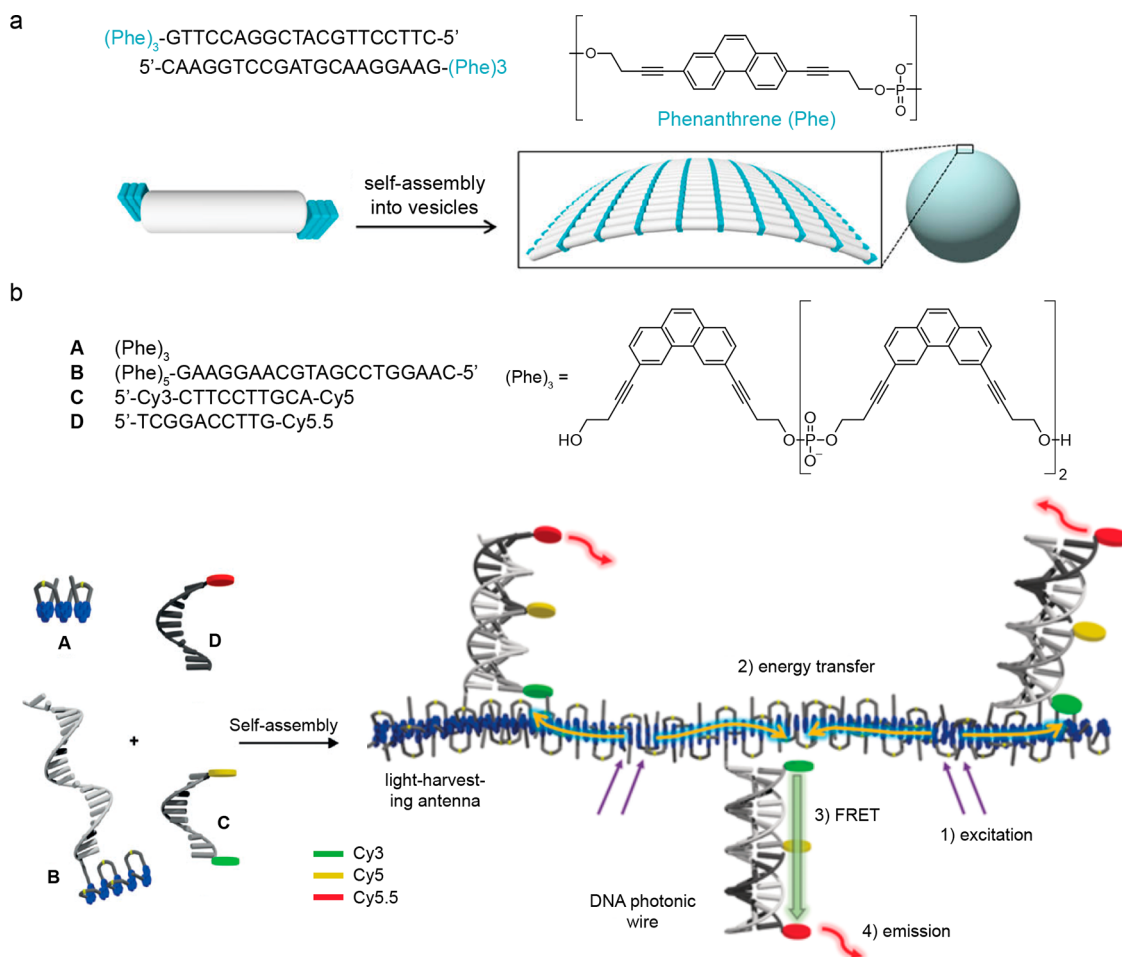 a
(Phe)3-GTTCCAGGCTACGTTCCTTC-5’
5’-CAAGGTCCGATGCAAGGAAG-(Phe)3
O
O
P
O⁻
O
Phenanthrene (Phe)
self-assembly
into vesicles
b
A (Phe)3
B (Phe)5-GAAGGAACGTAGCCTGGAAC-5’
C 5’-Cy3-CTTCCTTGCA-Cy5
D 5’-TCGGACCTTG-Cy5.5
(Phe)3 =
HO
O
O-P-O
O⁻
O-H
2
A
D
2) energy transfer
+
Self-assembly
light-harvest-
ing antenna
3) FRET
1) excitation
B
C
Cy3
Cy5
Cy5.5
DNA photonic
wire
4) emission